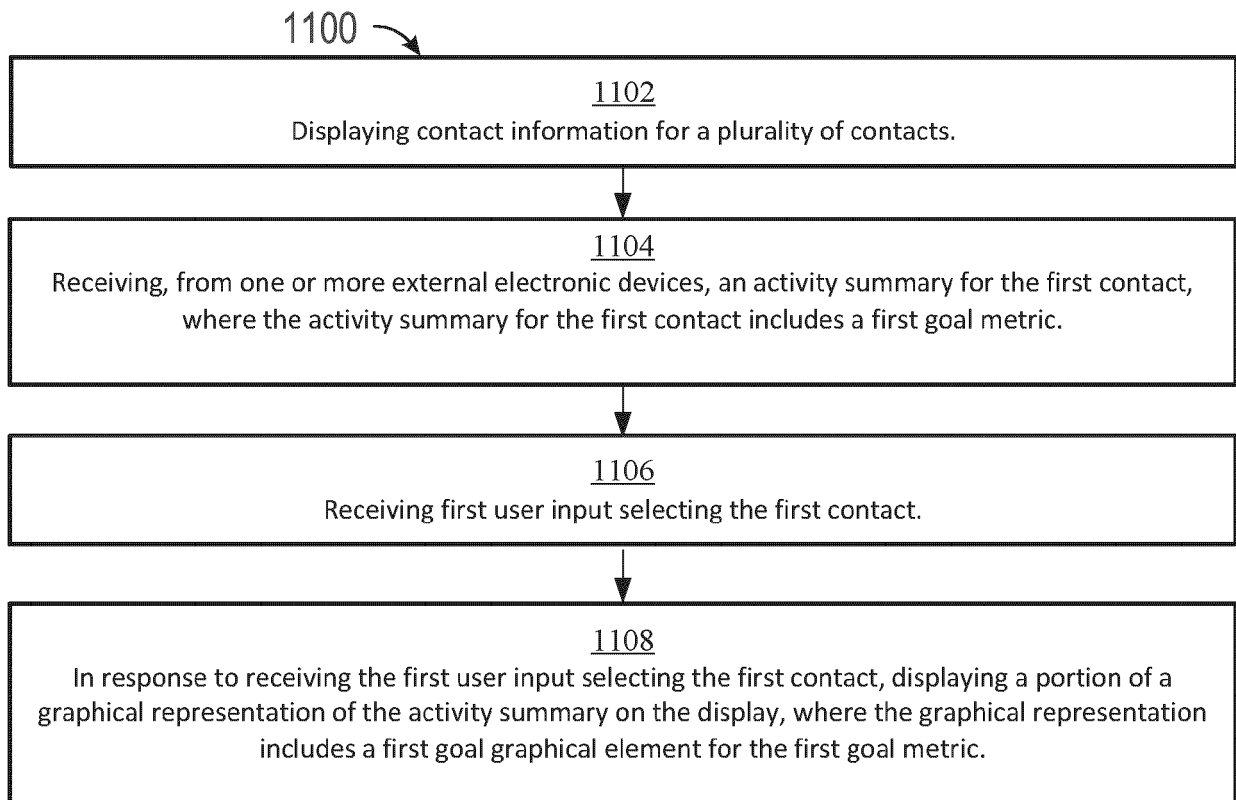 1100
1102
Displaying contact information for a plurality of contacts.
1104
Receiving, from one or more external electronic devices, an activity summary for the first contact,
where the activity summary for the first contact includes a first goal metric.
1106
Receiving first user input selecting the first contact.
1108
In response to receiving the first user input selecting the first contact, displaying a portion of a
graphical representation of the activity summary on the display, where the graphical representation
includes a first goal graphical element for the first goal metric.